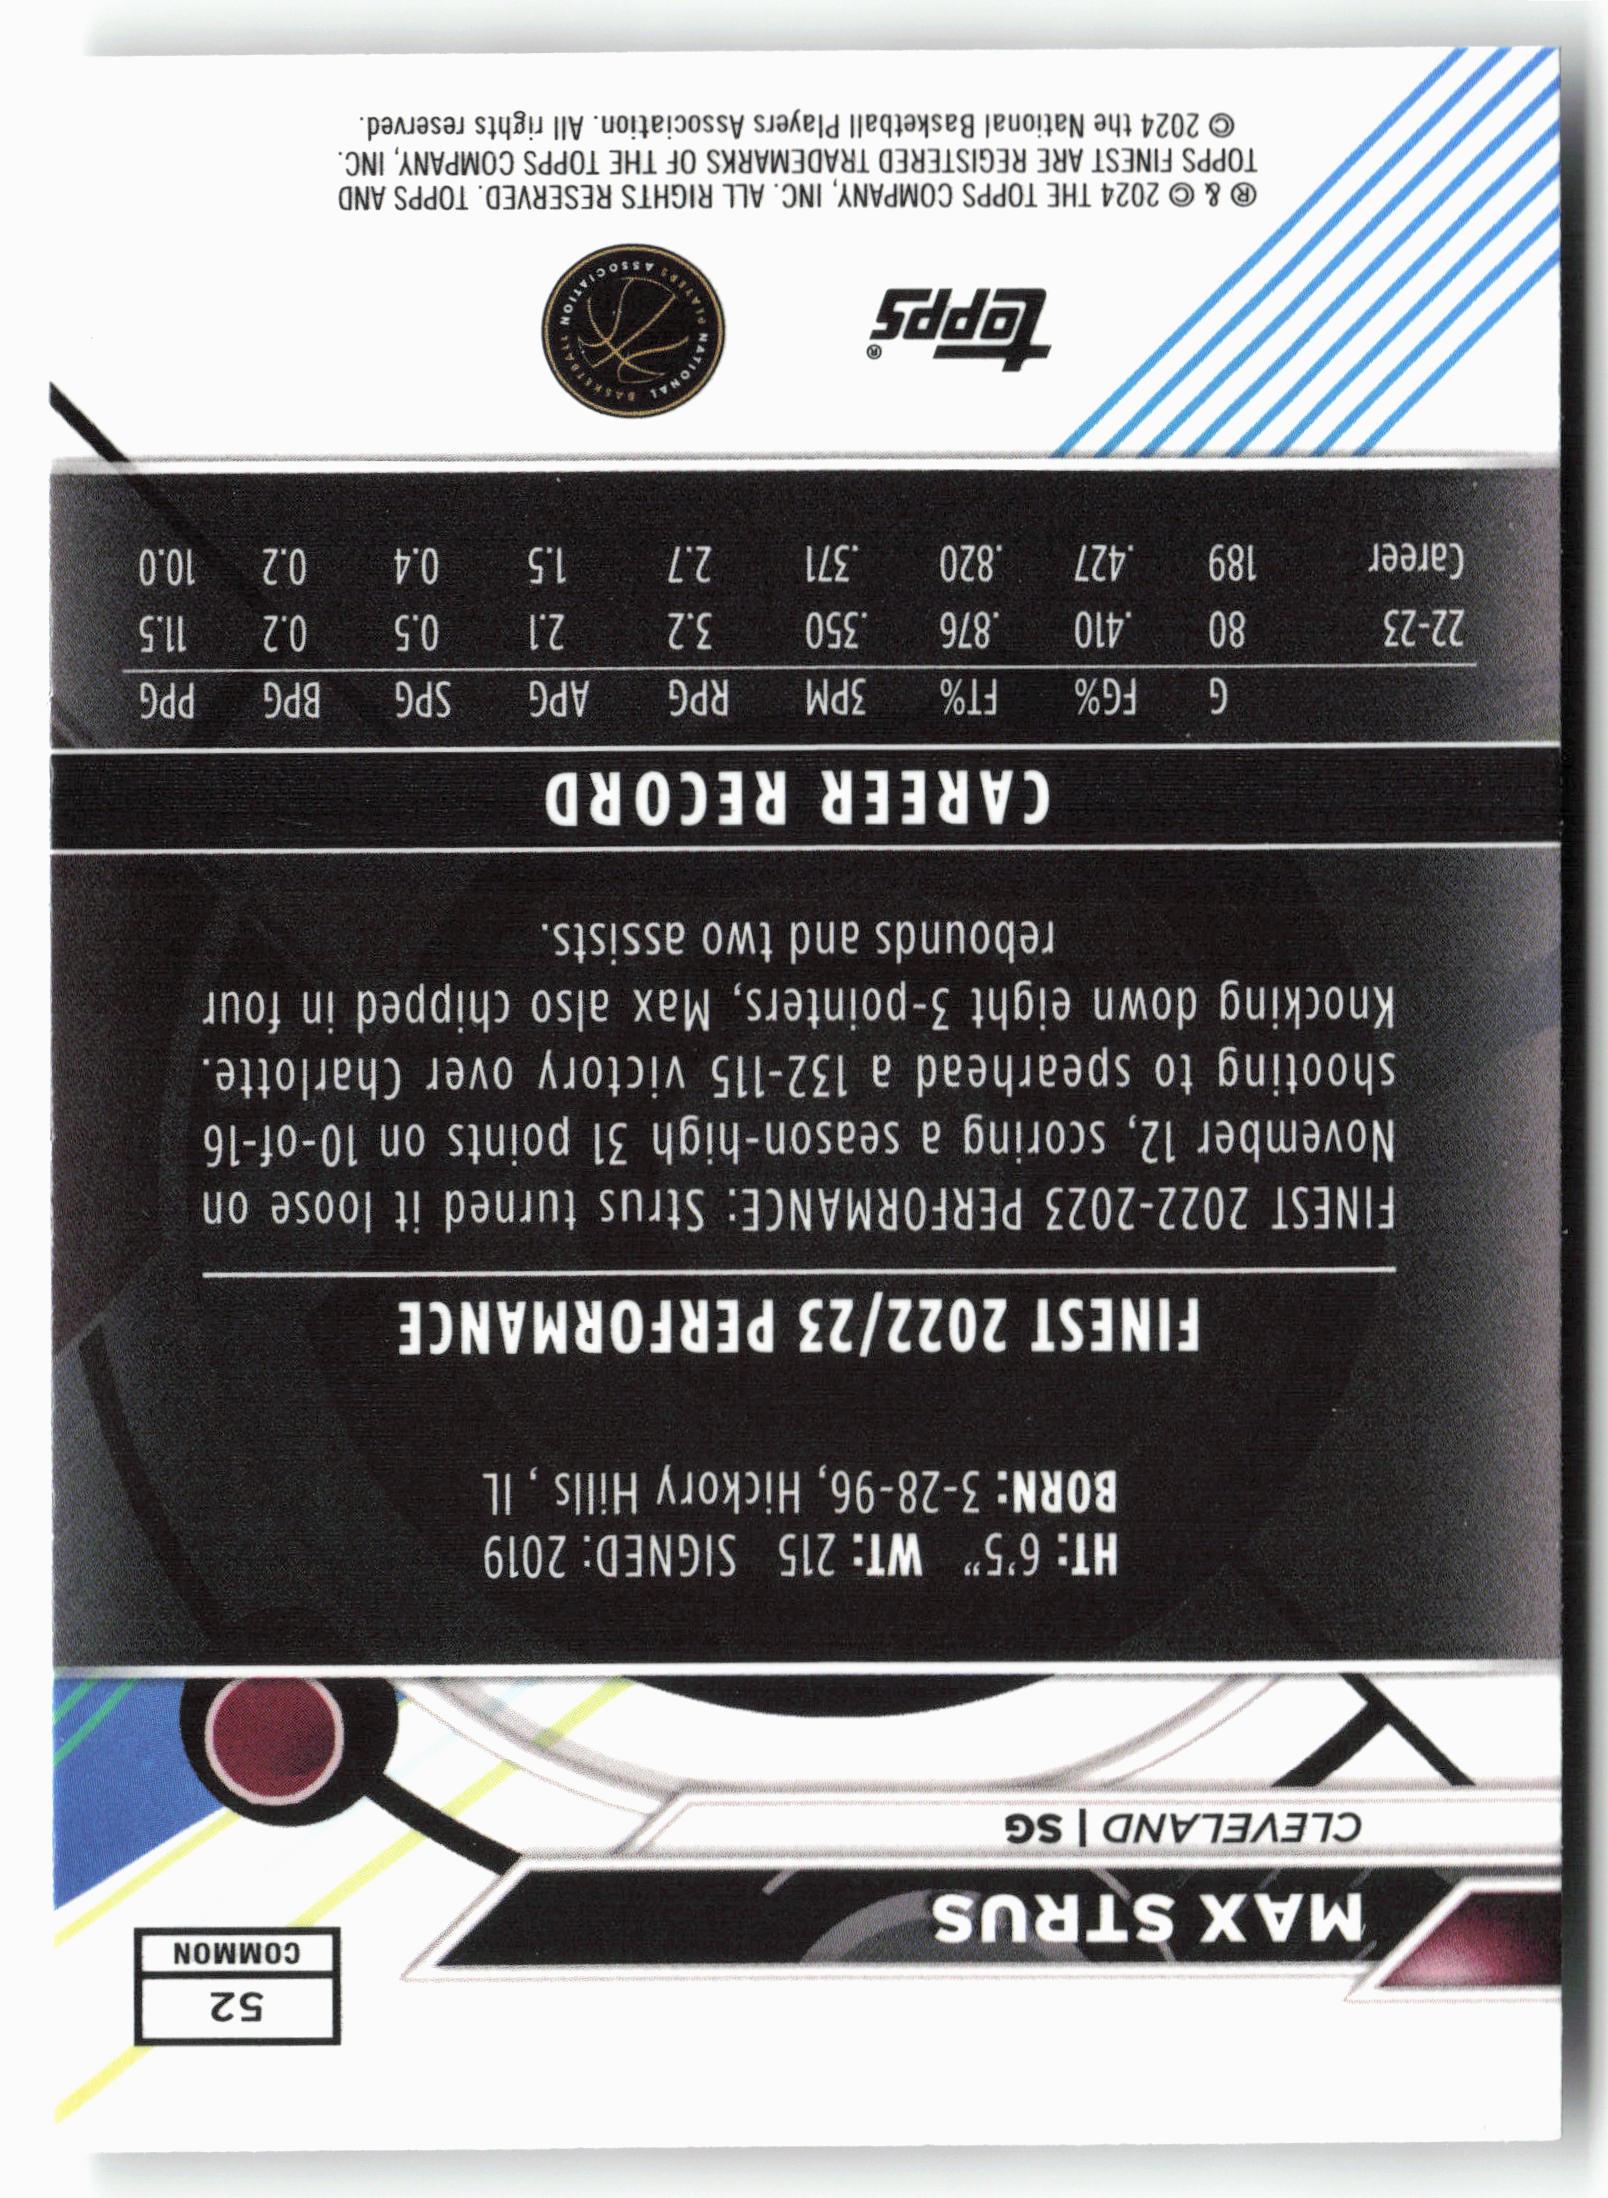 52
COMMON
MAX STRUS
CLEVELAND | SG
HT: 6'5" WT: 215 SIGNED: 2019
BORN: 3-28-96, Hickory Hills , IL
FINEST 2022/23 PERFORMANCE
FINEST 2022-2023 PERFORMANCE: Strus turned it loose on
November 12, scoring a season-high 31 points on 10-of-16
shooting to spearhead a 132-115 victory over Charlotte.
Knocking down eight 3-pointers, Max also chipped in four
rebounds and two assists.
CAREER RECORD
G FG% FT% 3PM RPG APG SPG BPG PPG
22-23 80 .410 .876 .350 3.2 2.1 0.5 0.2 11.5
Career 189 .427 .820 .371 2.7 1.5 0.4 0.2 10.0
topps®
NATIONAL BASKETBALL PLAYERS ASSOCIATION
® & © 2024 THE TOPPS COMPANY, INC. ALL RIGHTS RESERVED. TOPPS AND
TOPPS FINEST ARE REGISTERED TRADEMARKS OF THE TOPPS COMPANY, INC.
© 2024 the National Basketball Players Association. All rights reserved.